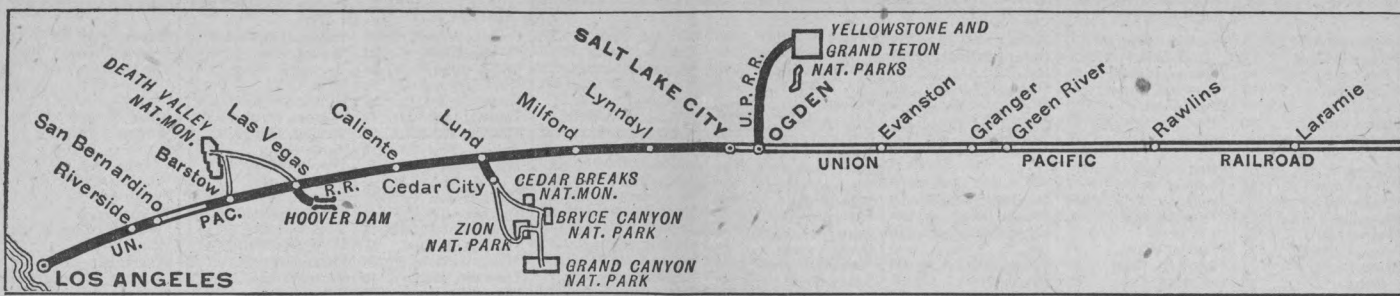 LOS ANGELES
Riverside
San Bernardino
UN.
Barstow
PAC.
DEATH VALLEY
NAT. MON.
Las Vegas
R.R.
HOOVER DAM
Caliente
Lund
Cedar City
CEDAR BREAKS
NAT. MON.
BRYCE CANYON
NAT. PARK
ZION
NAT. PARK
GRAND CANYON
NAT. PARK
Milford
Lynndyl
SALT LAKE CITY
OGDEN
U.P. R.R.
YELLOWSTONE AND
GRAND TETON
NAT. PARKS
Evanston
Granger
Green River
Rawlins
Laramie
UNION PACIFIC RAILROAD